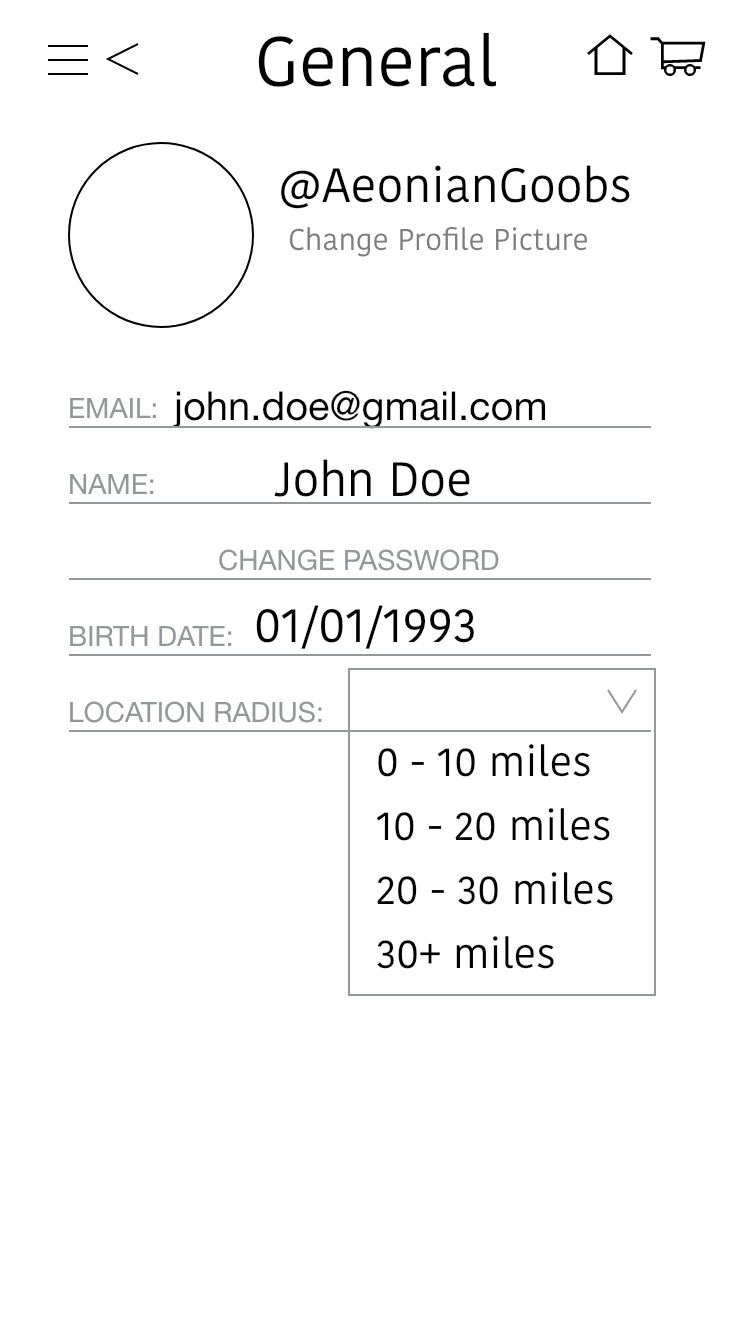 General
@AeonianGoobs
Change Profile Picture
EMAIL: john.doe@gmail.com
NAME: John Doe
CHANGE PASSWORD
BIRTH DATE: 01/01/1993
LOCATION RADIUS:
0 - 10 miles
10 - 20 miles
20 - 30 miles
30+ miles